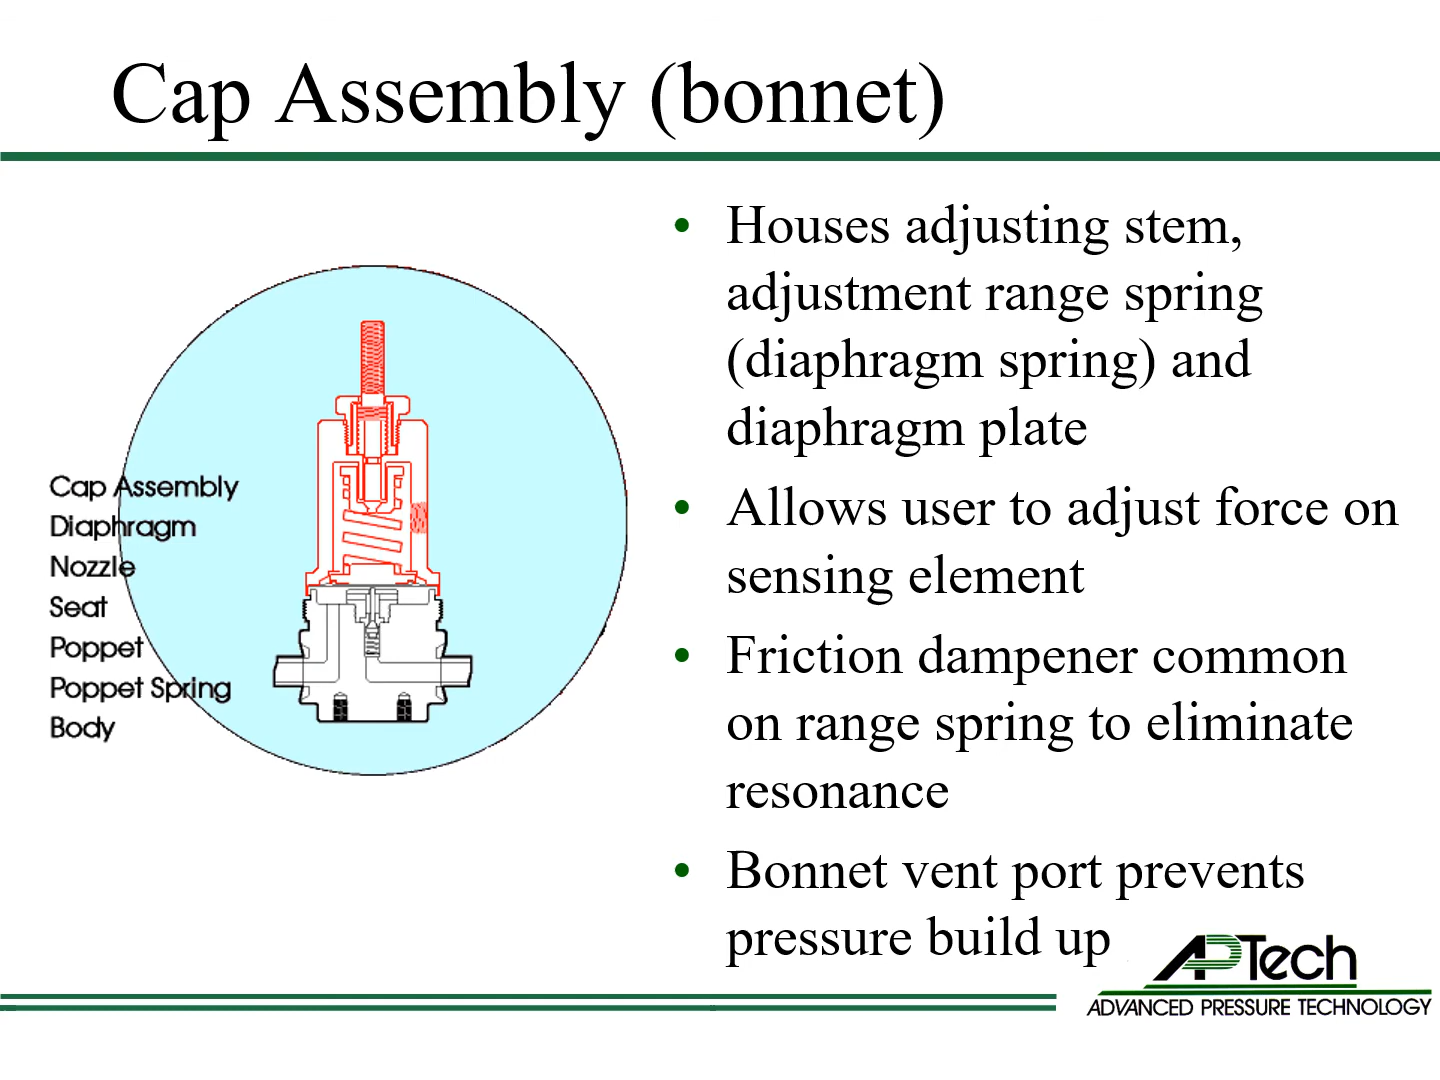 Cap Assembly (bonnet)
Cap Assembly
Diaphragm
Nozzle
Seat
Poppet
Poppet Spring
Body
• Houses adjusting stem,
adjustment range spring
(diaphragm spring) and
diaphragm plate
• Allows user to adjust force on
sensing element
• Friction dampener common
on range spring to eliminate
resonance
• Bonnet vent port prevents
pressure build up
APTech
ADVANCED PRESSURE TECHNOLOGY